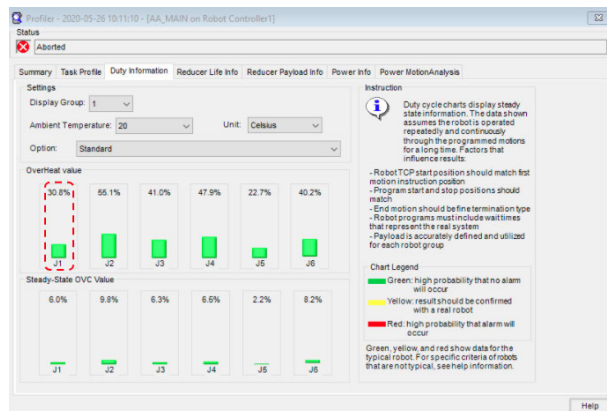 Profiler - 2020-05-26 10:11:10 - [AA_MAIN on Robot Controller1]
Status
Aborted
Summary Task Profile Duty Information Reducer Life Info Reducer Payload Info Power Info Power MotionAnalysis
Settings
Display Group: 1
Ambient Temperature: 20 Unit: Celsius
Option: Standard
OverHeat value
30.8% 55.1% 41.0% 47.9% 22.7% 40.2%
J1 J2 J3 J4 J5 J6
Steady-State OVC Value
6.0% 9.8% 6.3% 6.5% 2.2% 8.2%
J1 J2 J3 J4 J5 J6
Instruction
Duty cycle charts display steady
state information. The data shown
assumes the robot is operated
repeatedly and continuously
through the programmed motions
for a long time. Factors that
influence results:
- Robot TCP start position should match first
motion instruction position
- Program start and stop positions should
match
- End motion should be fine termination type
- Robot programs must include wait times
that represent the real system
- Payload is accurately defined and utilized
for each robot group
Chart Legend
Green: high probability that no alarm
will occur
Yellow: result should be confirmed
with a real robot
Red: high probability that alarm will
occur
Green, yellow, and red show data for the
typical robot. For specific criteria of robots
that are not typical, see help information.
Help